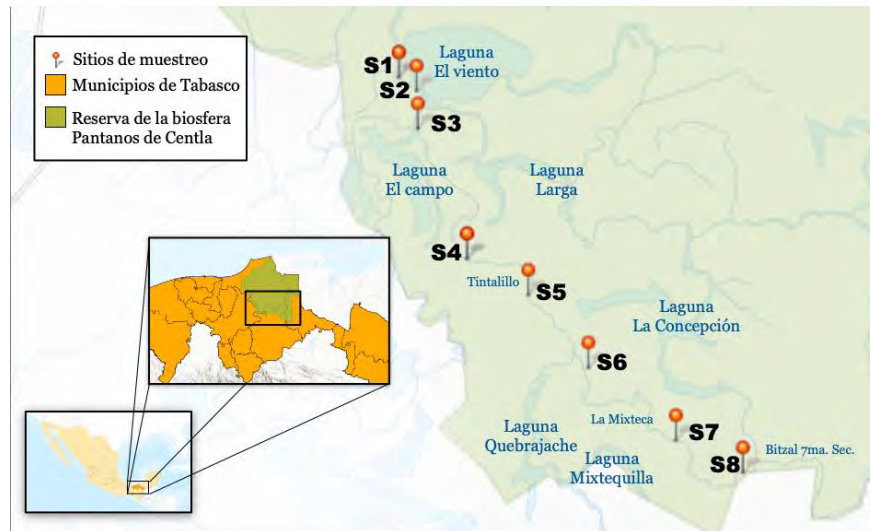 Sitios de muestreo
Municipios de Tabasco
Reserva de la biosfera
Pantanos de Centla
S1
Laguna
El viento
S2
S3
Laguna
El campo
Laguna
Larga
S4
Tintalillo
S5
Laguna
La Concepción
S6
La Mixteca
S7
Laguna
Quebrajache
Laguna
Mixtequilla
S8
Bitzal 7ma. Sec.